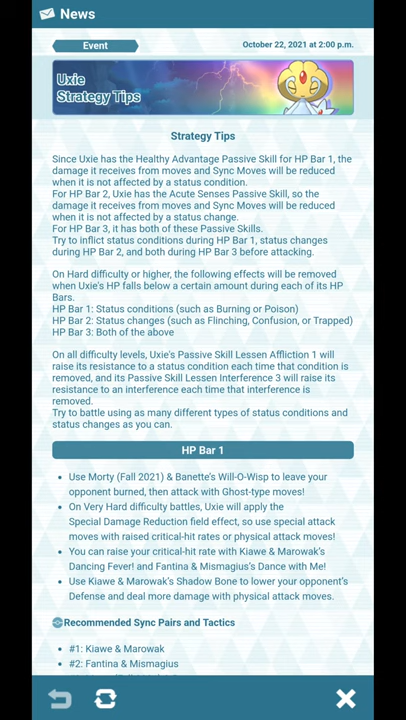 News
Event
October 22, 2021 at 2:00 p.m.
Uxie
Strategy Tips
Strategy Tips
Since Uxie has the Healthy Advantage Passive Skill for HP Bar 1, the
damage it receives from moves and Sync Moves will be reduced
when it is not affected by a status condition.
For HP Bar 2, Uxie has the Acute Senses Passive Skill, so the
damage it receives from moves and Sync Moves will be reduced
when it is not affected by a status change.
For HP Bar 3, it has both of these Passive Skills.
Try to inflict status conditions during HP Bar 1, status changes
during HP Bar 2, and both during HP Bar 3 before attacking.
On Hard difficulty or higher, the following effects will be removed
when Uxie's HP falls below a certain amount during each of its HP
Bars.
HP Bar 1: Status conditions (such as Burning or Poison)
HP Bar 2: Status changes (such as Flinching, Confusion, or Trapped)
HP Bar 3: Both of the above
On all difficulty levels, Uxie's Passive Skill Lessen Affliction 1 will
raise its resistance to a status condition each time that condition is
removed, and its Passive Skill Lessen Interference 3 will raise its
resistance to an interference each time that interference is
removed.
Try to battle using as many different types of status conditions and
status changes as you can.
HP Bar 1
• Use Morty (Fall 2021) & Banette's Will-O-Wisp to leave your
opponent burned, then attack with Ghost-type moves!
• On Very Hard difficulty battles, Uxie will apply the
Special Damage Reduction field effect, so use special attack
moves with raised critical-hit rates or physical attack moves!
• You can raise your critical-hit rate with Kiawe & Marowak's
Dancing Fever! and Fantina & Mismagius's Dance with Me!
• Use Kiawe & Marowak's Shadow Bone to lower your opponent's
Defense and deal more damage with physical attack moves.
Recommended Sync Pairs and Tactics
• #1: Kiawe & Marowak
• #2: Fantina & Mismagius